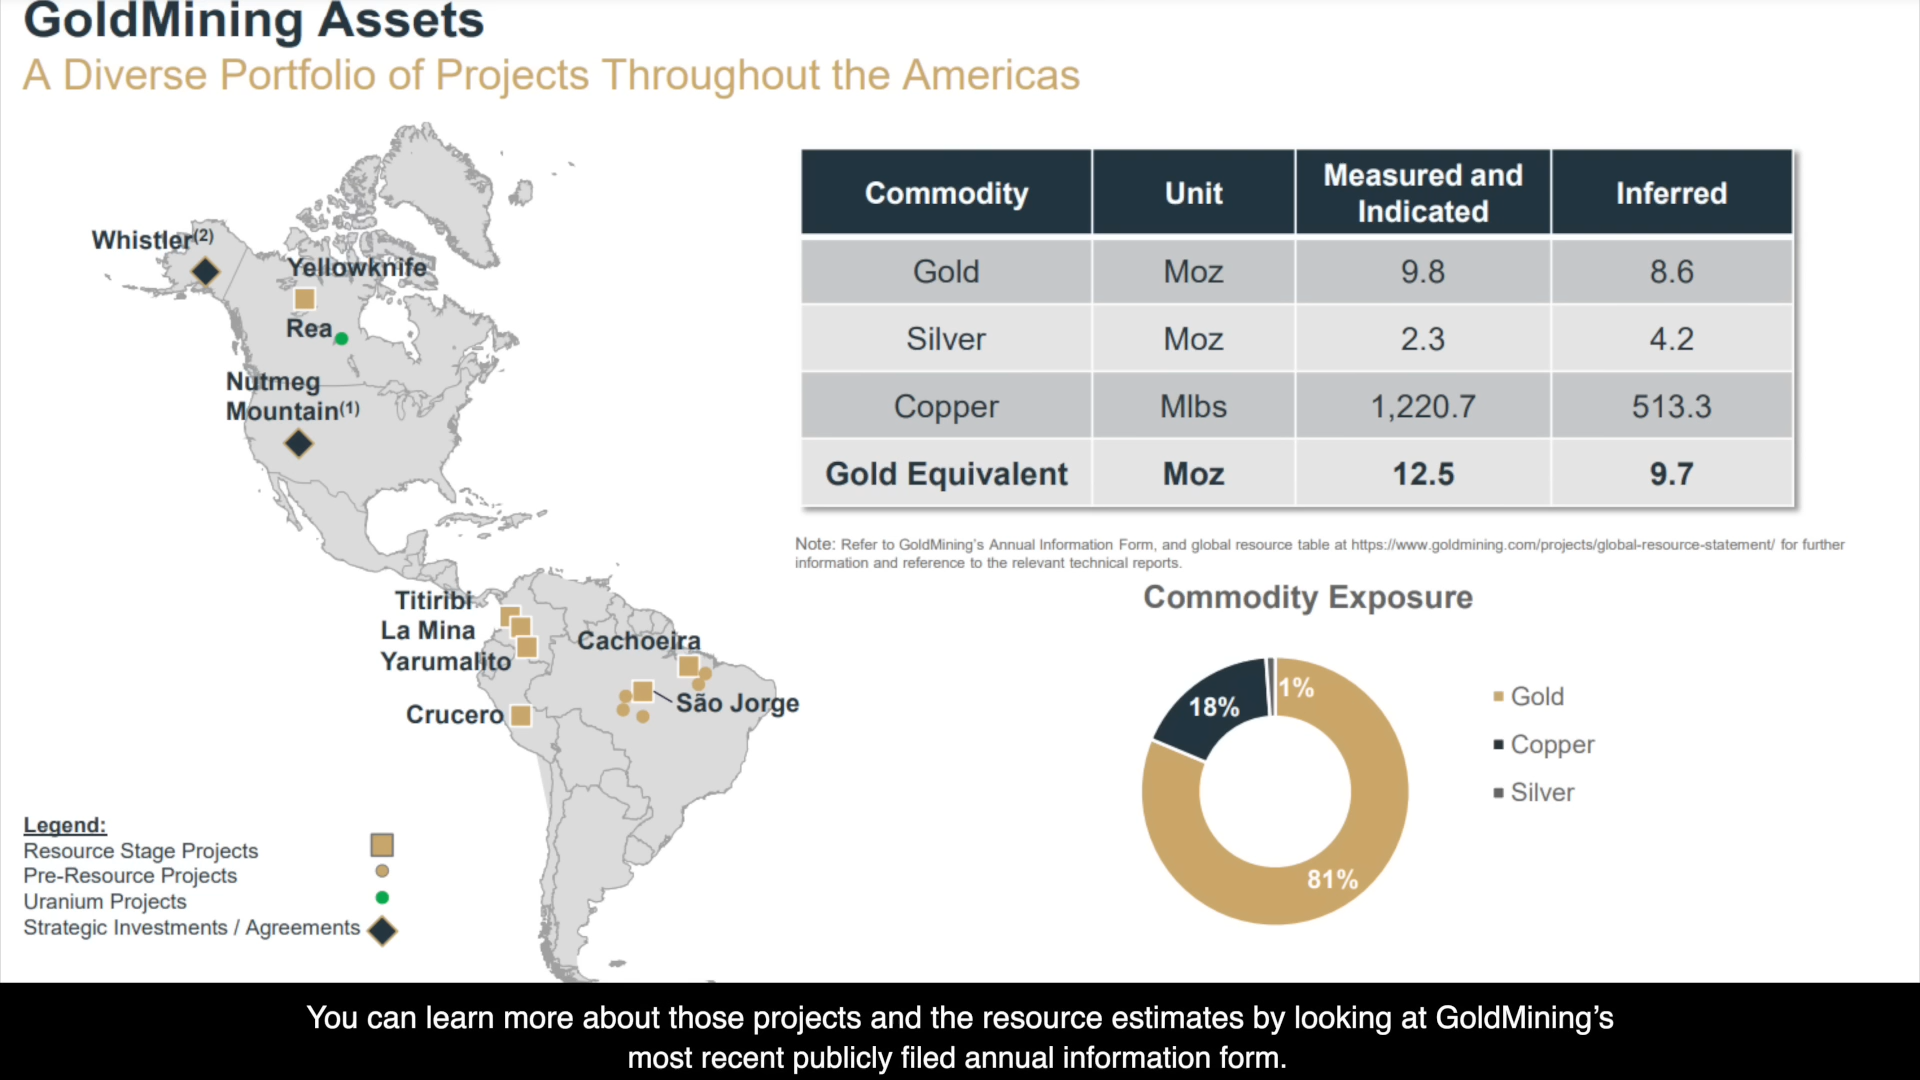 GoldMining Assets
A Diverse Portfolio of Projects Throughout the Americas
Whistler(2)
Yellowknife
Rea
Nutmeg
Mountain(1)
Titiribi
La Mina
Yarumalito
Cachoeira
São Jorge
Crucero
Legend:
Resource Stage Projects
Pre-Resource Projects
Uranium Projects
Strategic Investments / Agreements
Commodity Unit Measured and Indicated Inferred
Gold Moz 9.8 8.6
Silver Moz 2.3 4.2
Copper Mlbs 1,220.7 513.3
Gold Equivalent Moz 12.5 9.7
Note: Refer to GoldMining's Annual Information Form, and global resource table at https://www.goldmining.com/projects/global-resource-statement/ for further
information and reference to the relevant technical reports.
Commodity Exposure
1%
18%
81%
Gold
Copper
Silver
You can learn more about those projects and the resource estimates by looking at GoldMining’s
most recent publicly filed annual information form.